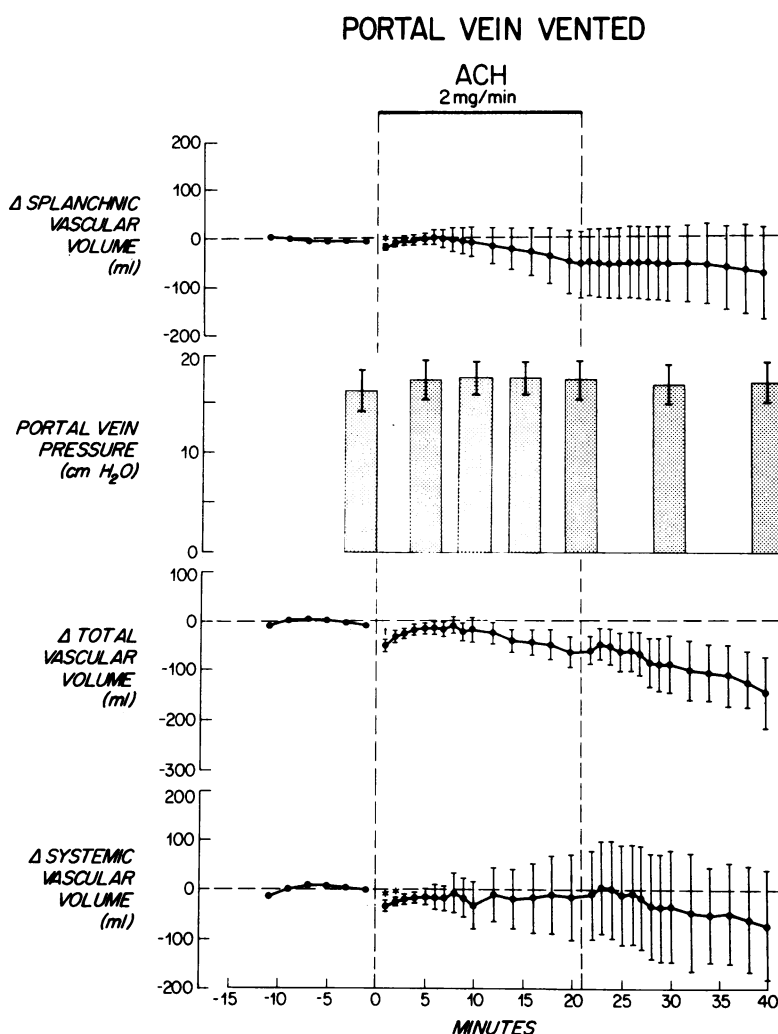 PORTAL VEIN VENTED
ACH
2mg/min
200
100
0
-100
-200
Δ SPLANCHNIC
VASCULAR
VOLUME
(ml)
*
20
10
0
PORTAL VEIN
PRESSURE
(cm H₂O)
100
0
-100
-200
-300
Δ TOTAL
VASCULAR
VOLUME
(ml)
200
100
0
-100
-200
Δ SYSTEMIC
VASCULAR
VOLUME
(ml)
* *
-15 -10 -5 0 5 10 15 20 25 30 35 40
MINUTES